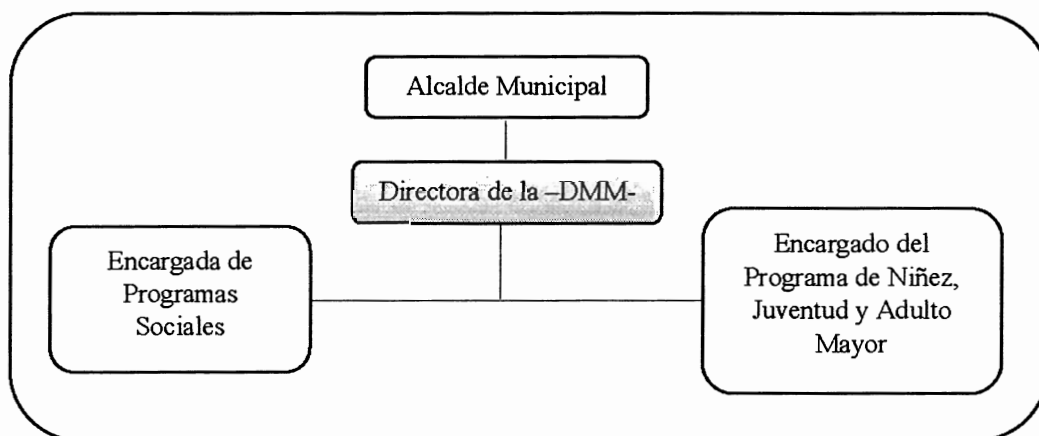 Alcalde Municipal
Directora de la –DMM-
Encargada de
Programas
Sociales
Encargado del
Programa de Niñez,
Juventud y Adulto
Mayor